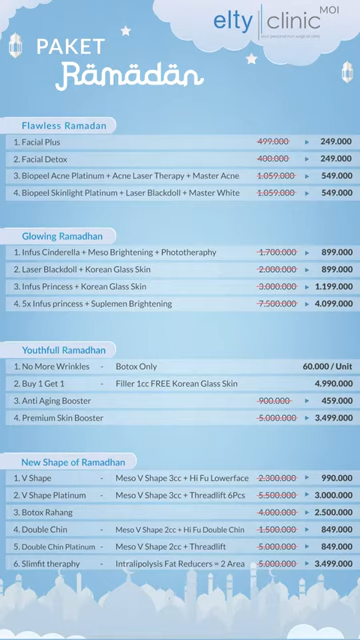 elty clinic MOI
PAKET
Ramadan
Flawless Ramadan
1. Facial Plus 499.000 ▸ 249.000
2. Facial Detox 400.000 ▸ 249.000
3. Biopeel Acne Platinum + Acne Laser Therapy + Master Acne 1.059.000 ▸ 549.000
4. Biopeel Skinlight Platinum + Laser Blackdoll + Master White 1.059.000 ▸ 549.000
Glowing Ramadhan
1. Infus Cinderella + Meso Brightening + Phototheraphy 1.700.000 ▸ 899.000
2. Laser Blackdoll + Korean Glass Skin 2.000.000 ▸ 899.000
3. Infus Princess + Korean Glass Skin 3.000.000 ▸ 1.199.000
4. 5x Infus princess + Suplemen Brightening 7.500.000 ▸ 4.099.000
Youthfull Ramadhan
1. No More Wrinkles - Botox Only 60.000 / Unit
2. Buy 1 Get 1 - Filler 1cc FREE Korean Glass Skin 4.990.000
3. Anti Aging Booster 900.000 ▸ 459.000
4. Premium Skin Booster 5.000.000 ▸ 3.499.000
New Shape of Ramadhan
1. V Shape - Meso V Shape 3cc + Hi Fu Lowerface 2.300.000 ▸ 990.000
2. V Shape Platinum - Meso V Shape 3cc + Threadlift 6Pcs 5.500.000 ▸ 3.000.000
3. Botox Rahang 4.000.000 ▸ 2.500.000
4. Double Chin - Meso V Shape 2cc + Hi Fu Double Chin 1.500.000 ▸ 849.000
5. Double Chin Platinum - Meso V Shape 2cc + Threadlift 5.000.000 ▸ 849.000
6. Slimfit theraphy - Intralipolysis Fat Reducers = 2 Area 5.000.000 ▸ 3.499.000